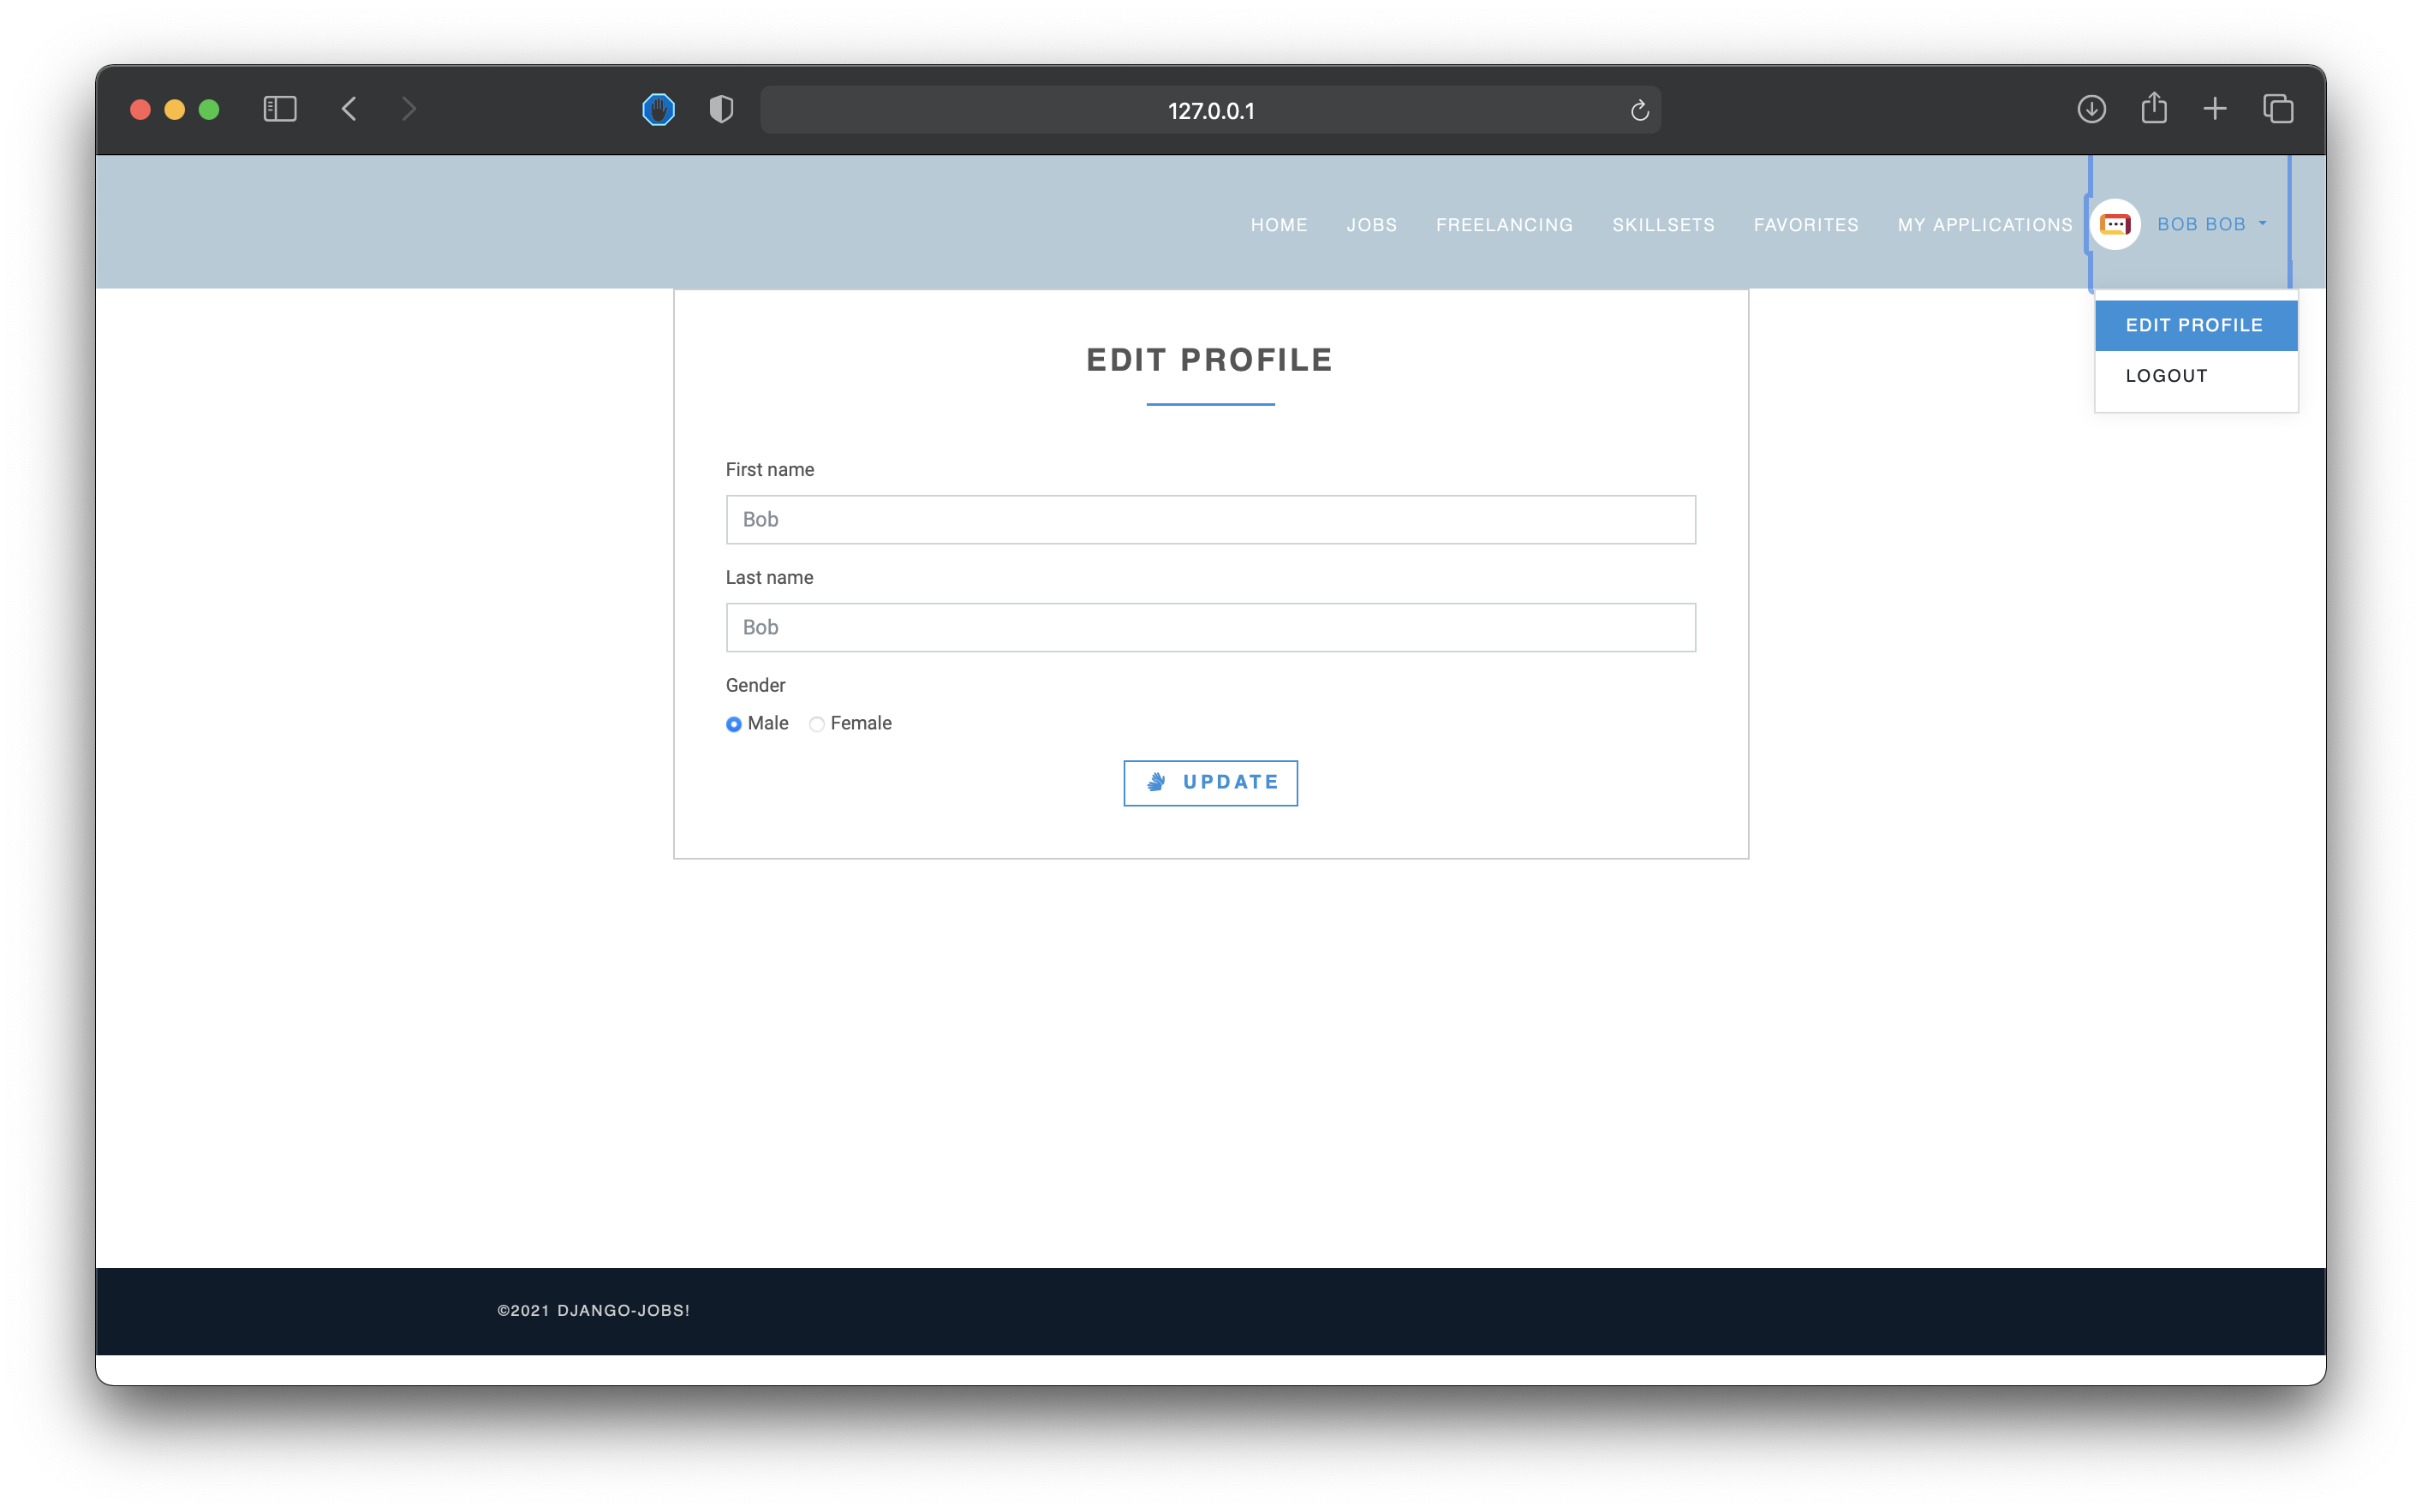 127.0.0.1
HOME JOBS FREELANCING SKILLSETS FAVORITES MY APPLICATIONS BOB BOB
EDIT PROFILE
LOGOUT
EDIT PROFILE
First name
Bob
Last name
Bob
Gender
Male Female
UPDATE
©2021 DJANGO-JOBS!